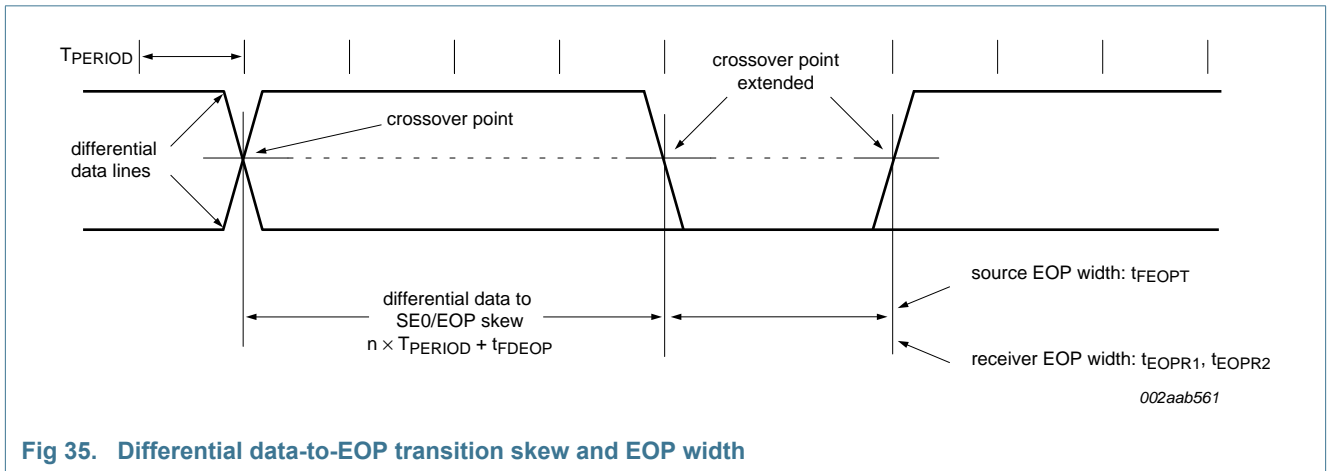 TPERIOD
crossover point
extended
crossover point
differential
data lines
source EOP width: tFEOPT
differential data to
SE0/EOP skew
n × TPERIOD + tFDEOP
receiver EOP width: tEOPR1, tEOPR2
002aab561
Fig 35. Differential data-to-EOP transition skew and EOP width